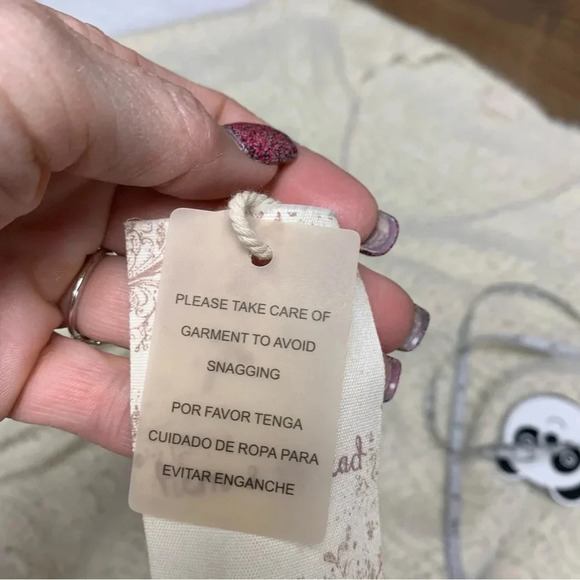 PLEASE TAKE CARE OF
GARMENT TO AVOID
SNAGGING
POR FAVOR TENGA
CUIDADO DE ROPA PARA
EVITAR ENGANCHE